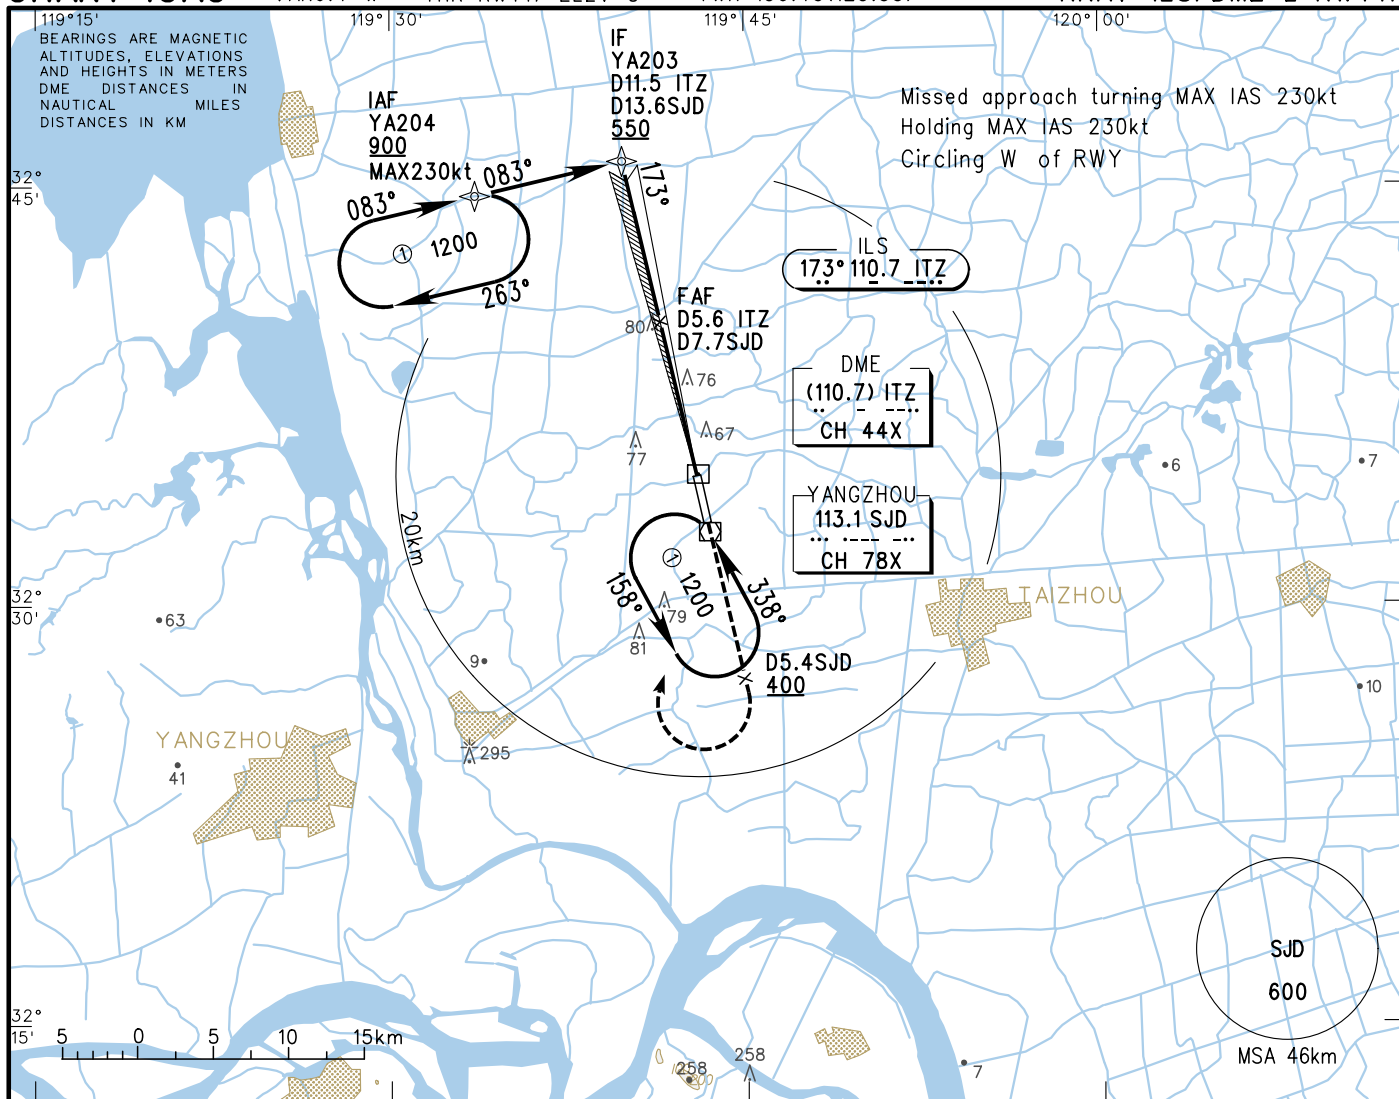 119°15'
119°30'
119°45'
120°00'
BEARINGS ARE MAGNETIC
ALTITUDES, ELEVATIONS
AND HEIGHTS IN METERS
DME DISTANCES IN
NAUTICAL MILES
DISTANCES IN KM
IAF
YA204
900
MAX230kt
IF
YA203
D11.5 ITZ
D13.6SJD
550
Missed approach turning MAX IAS 230kt
Holding MAX IAS 230kt
Circling W of RWY
32°
45'
083°
083°
173°
1 1200
263°
ILS
173° 110.7 ITZ
FAF
D5.6 ITZ
D7.7SJD
80
76
67
77
DME
(110.7) ITZ
CH 44X
6
7
YANGZHOU
113.1 SJD
CH 78X
20km
1 1200
158°
338°
79
81
32°
30'
63
9
TAIZHOU
D5.4SJD
400
10
YANGZHOU
41
295
SJD
600
MSA 46km
32°
15'
5 0 5 10 15km
258
258
7